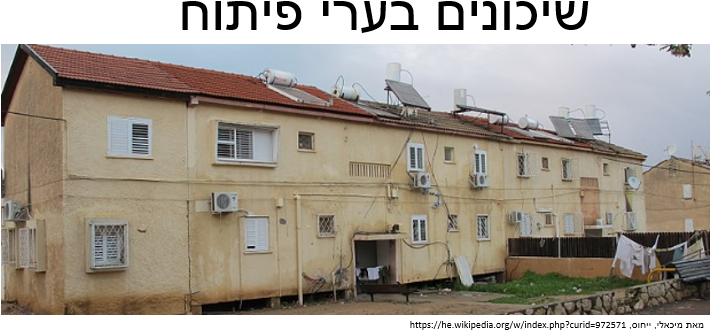 שיכונים בערי פיתוח
מאת מיכאלי, ייחוס, https://he.wikipedia.org/w/index.php?curid=972571